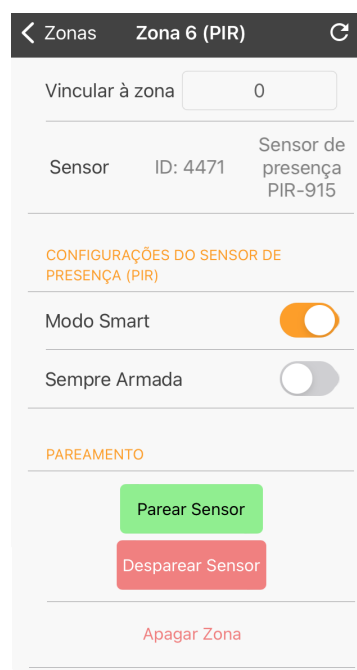 Zonas Zona 6 (PIR)
Vincular à zona 0
Sensor ID: 4471 Sensor de
presença
PIR-915
CONFIGURAÇÕES DO SENSOR DE
PRESENÇA (PIR)
Modo Smart
Sempre Armada
PAREAMENTO
Parear Sensor
Desparear Sensor
Apagar Zona